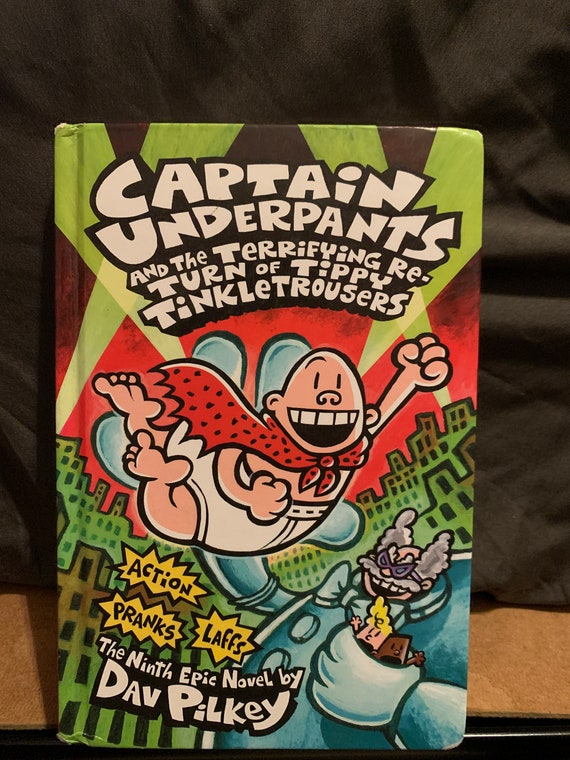 CAPTAIN
UNDERPANTS
AND THE TERRIFYING RE-
TURN OF TIPPY
TINKLETROUSERS
ACTION
PRANKS
LAFFS
The Ninth Epic Novel by
DAV PILKEY